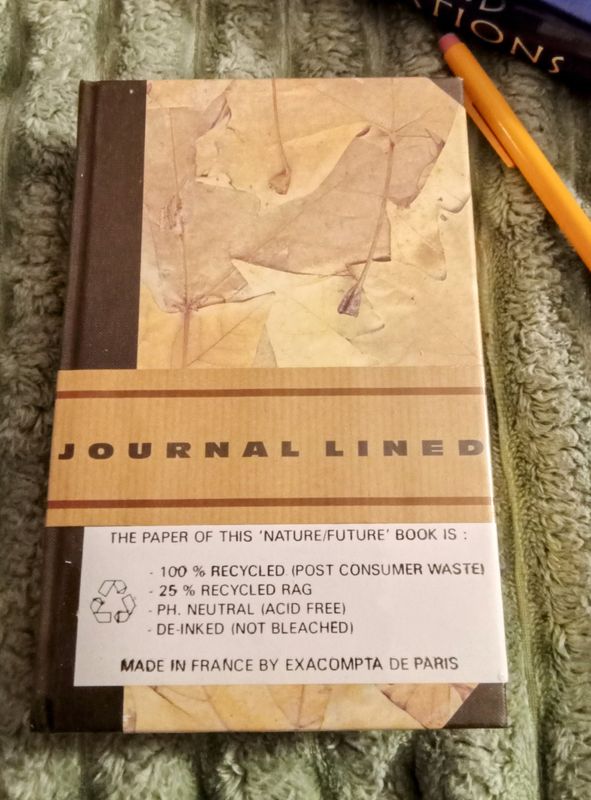 ATIONS
JOURNAL LINED
THE PAPER OF THIS 'NATURE/FUTURE' BOOK IS :
- 100 % RECYCLED (POST CONSUMER WASTE)
- 25 % RECYCLED RAG
- PH. NEUTRAL (ACID FREE)
- DE-INKED (NOT BLEACHED)
MADE IN FRANCE BY EXACOMPTA DE PARIS